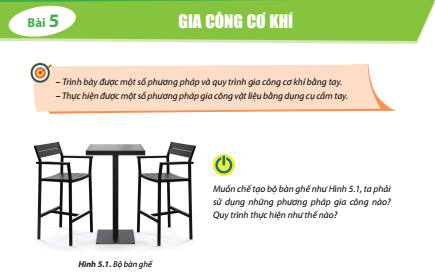 Bài 5
GIA CÔNG CƠ KHÍ
– Trình bày được một số phương pháp và quy trình gia công cơ khí bằng tay.
– Thực hiện được một số phương pháp gia công vật liệu bằng dụng cụ cầm tay.
Muốn chế tạo bộ bàn ghế như Hình 5.1, ta phải
sử dụng những phương pháp gia công nào?
Quy trình thực hiện như thế nào?
Hình 5.1. Bộ bàn ghế